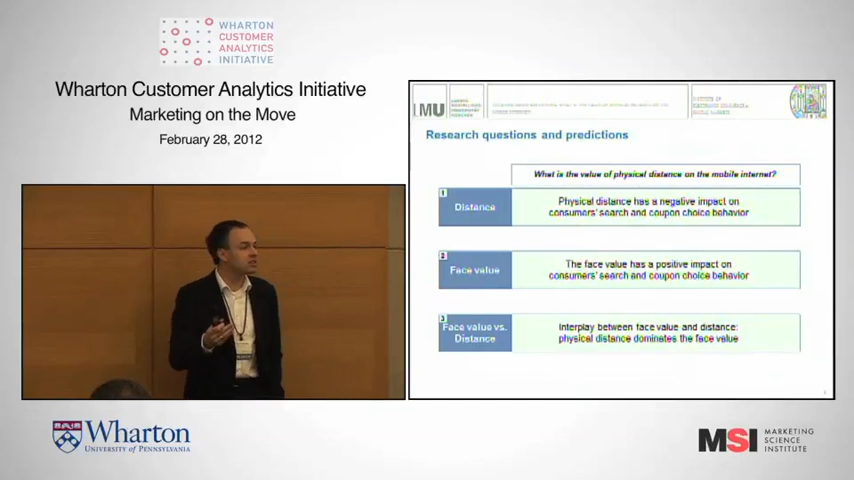 WHARTON
CUSTOMER
ANALYTICS
INITIATIVE
Wharton Customer Analytics Initiative
Marketing on the Move
February 28, 2012
LMU
Research questions and predictions
What is the value of physical distance on the mobile internet?
1
Distance
Physical distance has a negative impact on
consumers' search and coupon choice behavior
2
Face value
The face value has a positive impact on
consumers' search and coupon choice behavior
3
Face value vs.
Distance
Interplay between face value and distance:
physical distance dominates the face value
Wharton
UNIVERSITY OF PENNSYLVANIA
MSI
MARKETING
SCIENCE
INSTITUTE